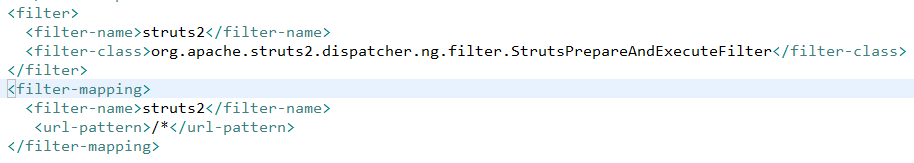 <filter>
<filter-name>struts2</filter-name>
<filter-class>org.apache.struts2.dispatcher.ng.filter.StrutsPrepareAndExecuteFilter</filter-class>
</filter>
<filter-mapping>
<filter-name>struts2</filter-name>
<url-pattern>/*</url-pattern>
</filter-mapping>